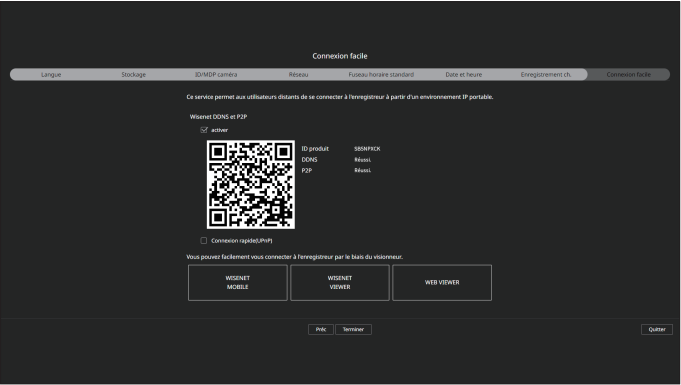 Connexion facile
Langue
Stockage
ID/MDP caméra
Réseau
Fuseau horaire standard
Date et heure
Enregistrement ch.
Connexion facile
Ce service permet aux utilisateurs distants de se connecter à l'enregistreur à partir d'un environnement IP portable.
Wisenet DDNS et P2P
activer
ID produit SBSNPXCK
DDNS Réussi.
P2P Réussi.
Connexion rapide(UPnP)
Vous pouvez facilement vous connecter à l'enregistreur par le biais du visionneur.
WISENET
MOBILE
WISENET
VIEWER
WEB VIEWER
Préc
Terminer
Quitter